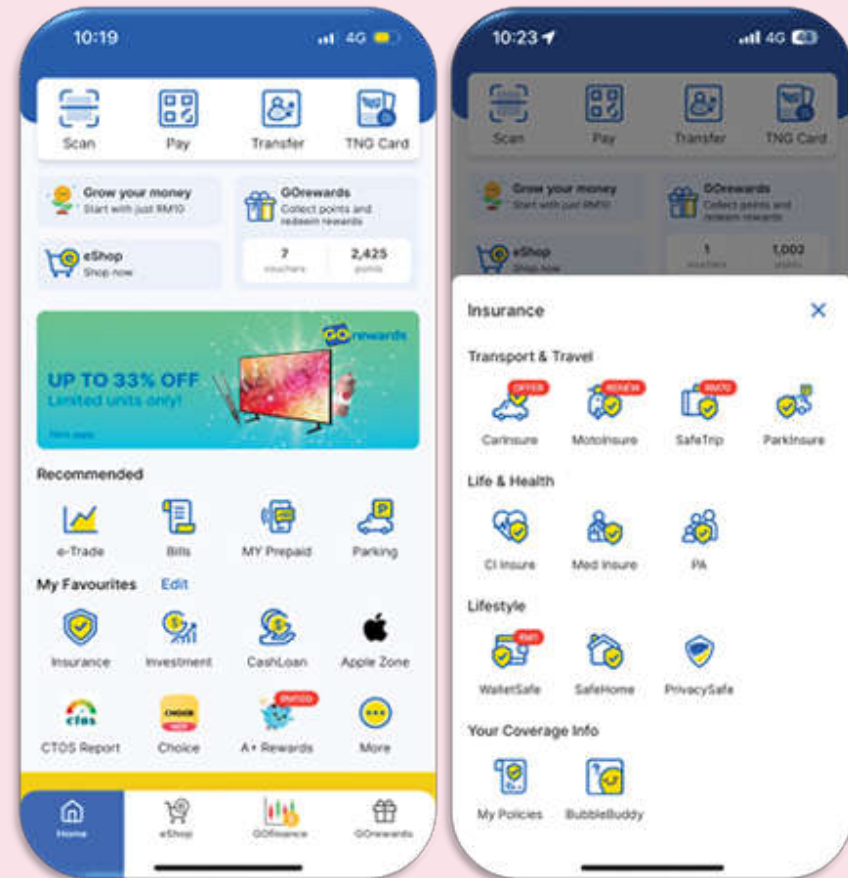 10:19
4G
Scan Pay Transfer TNG Card
Grow your money
Start with just RM10
GOrewards
Collect points and
redeem rewards
eShop
Shop now
7 2,425
vouchers points
GOrewards
UP TO 33% OFF
Limited units only!
Recommended
e-Trade Bills MY Prepaid Parking
My Favourites Edit
Insurance Investment CashLoan Apple Zone
RM100
ctos CHOICE
CTOS Report Choice A+ Rewards More
Home eShop GOfinance GOrewards
10:23
4G 48
Scan Pay Transfer TNG Card
Grow your money
Start with just RM10
GOrewards
Collect points and
redeem rewards
eShop
Shop now
1 1,002
vouchers points
Insurance
Transport & Travel
OFFER RENEW RM70
CarInsure MotoInsure SafeTrip ParkInsure
Life & Health
CI Insure Med Insure PA
Lifestyle
RM1
WalletSafe SafeHome PrivacySafe
Your Coverage Info
My Policies BubbleBuddy